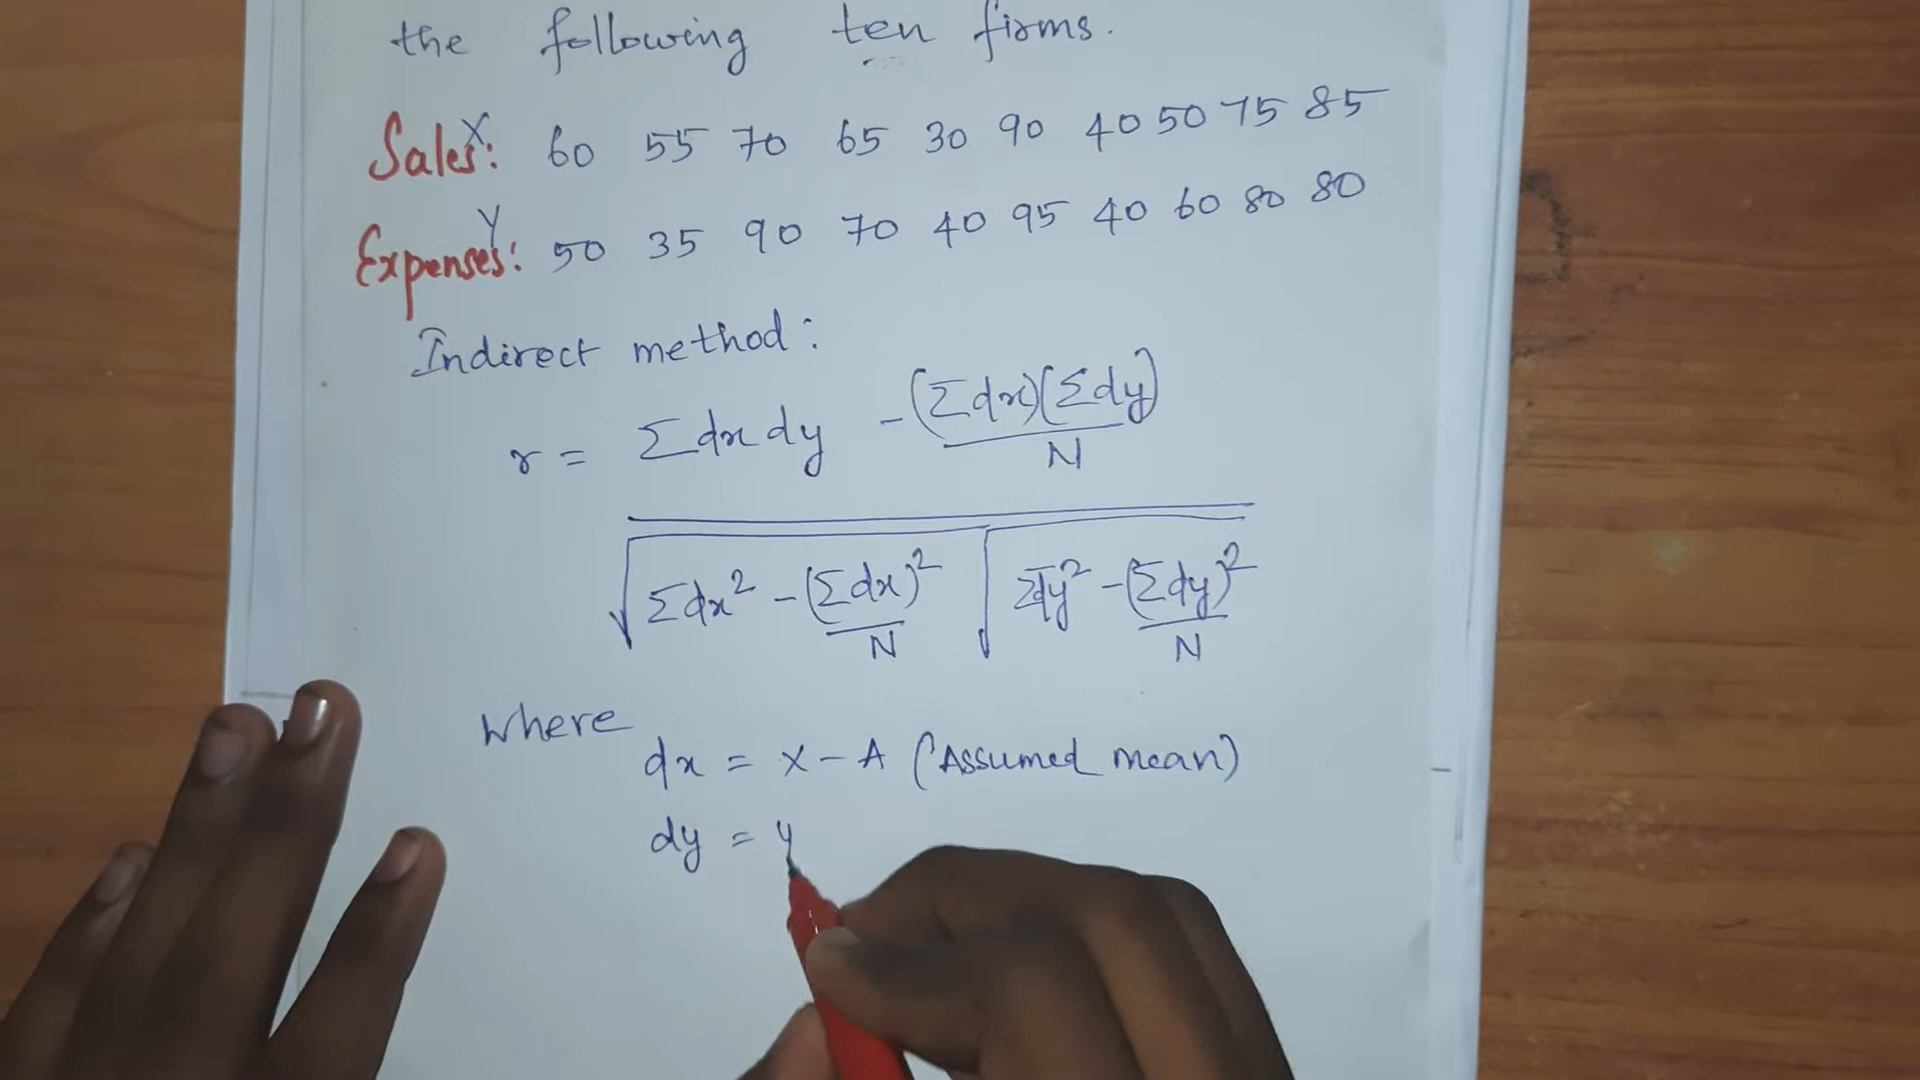 the following ten firms.
Sales: X 60 55 70 65 30 90 40 50 75 85
Expenses: Y 50 35 90 70 40 95 40 60 80 80
Indirect method:
r = Σdxdy - (Σdx)(Σdy)
N
√Σdx² - (Σdx)² √Σdy² - (Σdy)²
N N
Where
dx = X - A (Assumed mean)
dy = y